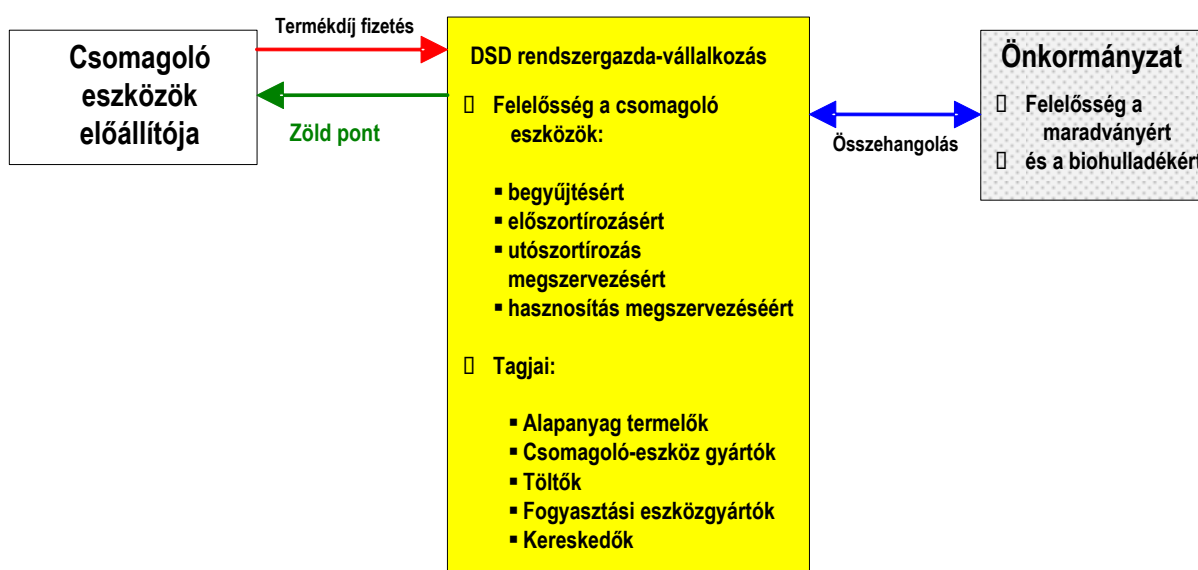 Csomagoló
eszközök
előállítója
Termékdíj fizetés
Zöld pont
DSD rendszergazda-vállalkozás
Felelősség a csomagoló
eszközök:
▪ begyűjtésért
▪ előszortírozásért
▪ utószortírozás
megszervezésért
▪ hasznosítás megszervezéséért
Tagjai:
▪ Alapanyag termelők
▪ Csomagoló-eszköz gyártók
▪ Töltők
▪ Fogyasztási eszközgyártók
▪ Kereskedők
Összehangolás
Önkormányzat
Felelősség a
maradványért
és a biohulladékért